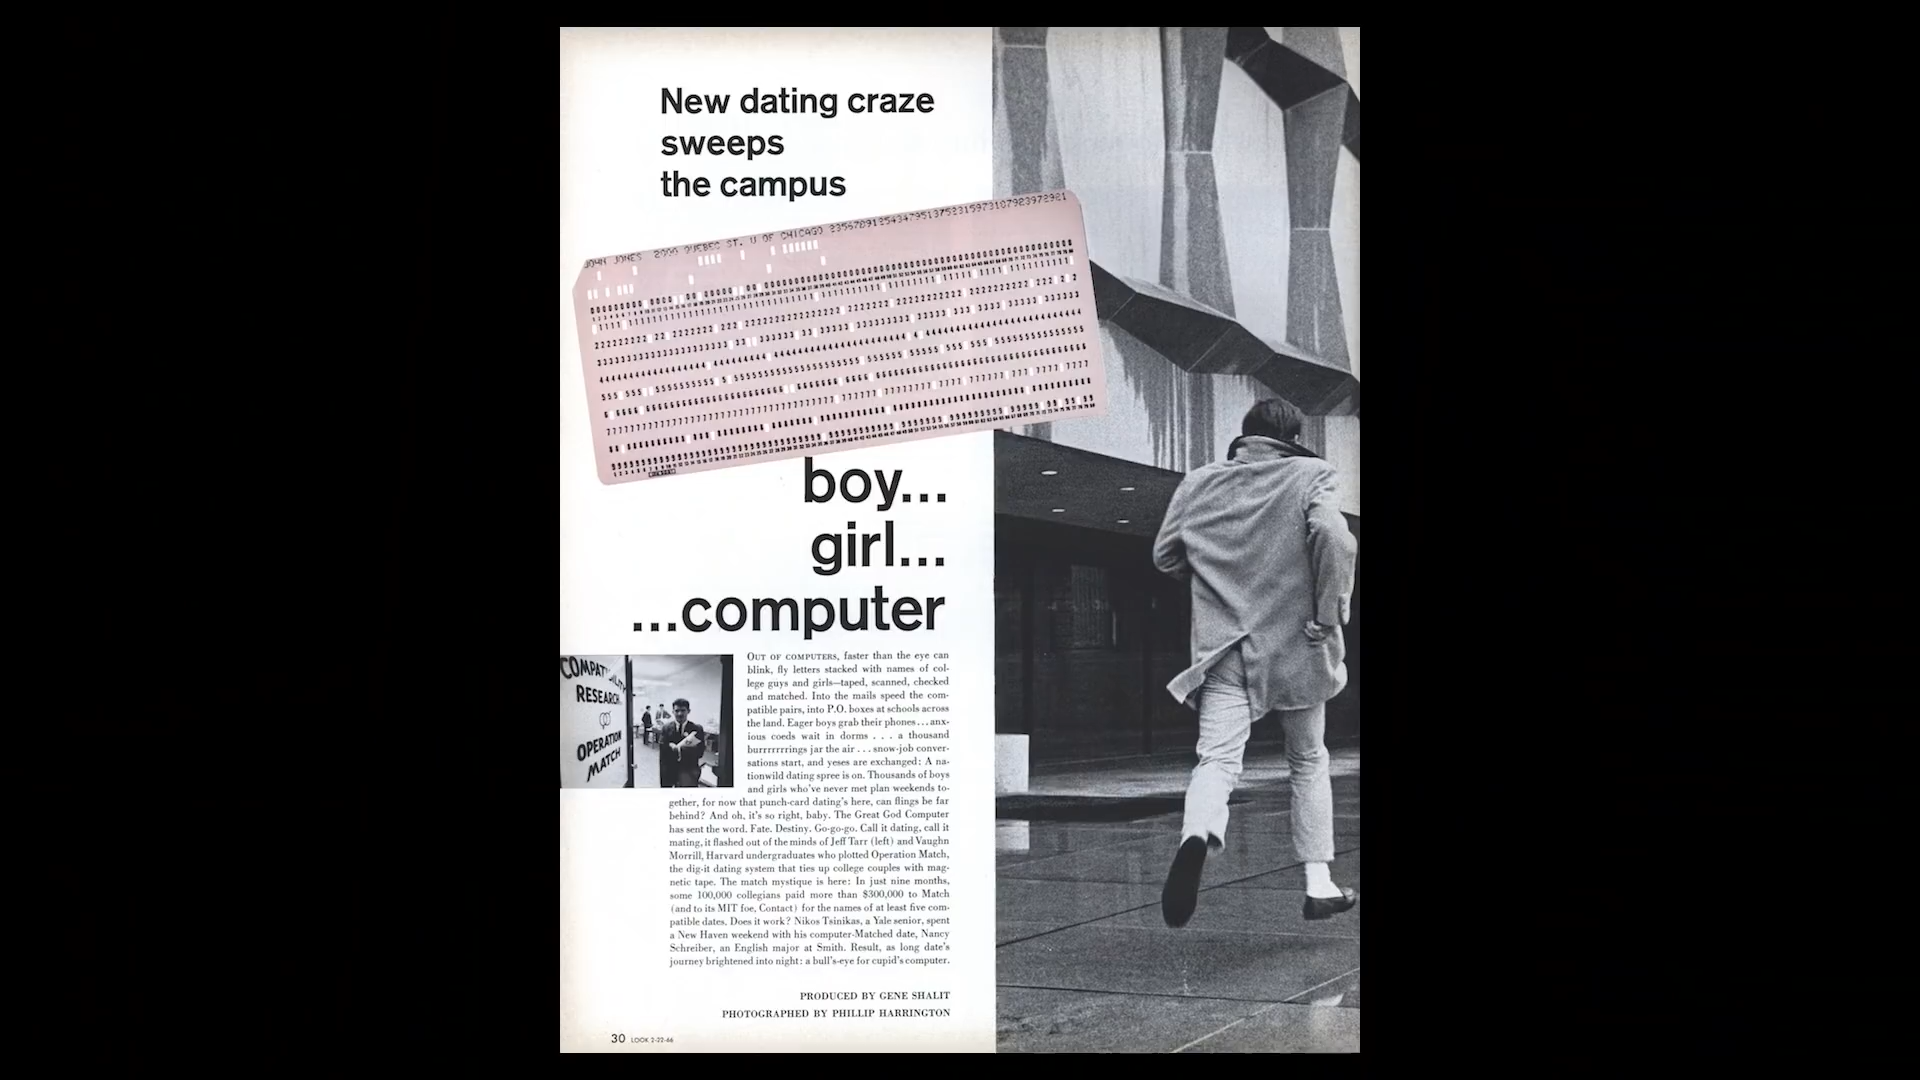 New dating craze
sweeps
the campus
JOHN JONES 2000 QUEBEC ST. U OF CHICAGO
boy...
girl...
...computer
COMPATIBILITY
RESEARCH
OPERATION
MATCH
OUT OF COMPUTERS, faster than the eye can
blink, fly letters stacked with names of col-
lege guys and girls—taped, scanned, checked
and matched. Into the mails speed the com-
patible pairs, into P.O. boxes at schools across
the land. Eager boys grab their phones...anx-
ious coeds wait in dorms . . . a thousand
burrrrrrrings jar the air . . . snow-job conver-
sations start, and yeses are exchanged: A na-
tionwild dating spree is on. Thousands of boys
and girls who've never met plan weekends to-
gether, for now that punch-card dating's here, can flings be far
behind? And oh, it's so right, baby. The Great God Computer
has sent the word. Fate. Destiny. Go-go-go. Call it dating, call it
mating, it flashed out of the minds of Jeff Tarr (left) and Vaughn
Morrill, Harvard undergraduates who plotted Operation Match,
the dig-it dating system that ties up college couples with mag-
netic tape. The match mystique is here: In just nine months,
some 100,000 collegians paid more than $300,000 to Match
(and to its MIT foe, Contact) for the names of at least five com-
patible dates. Does it work? Nikos Tsinikas, a Yale senior, spent
a New Haven weekend with his computer-Matched date, Nancy
Schreiber, an English major at Smith. Result, as long date's
journey brightened into night: a bull's-eye for cupid's computer.
PRODUCED BY GENE SHALIT
PHOTOGRAPHED BY PHILLIP HARRINGTON
30 LOOK 2-22-66